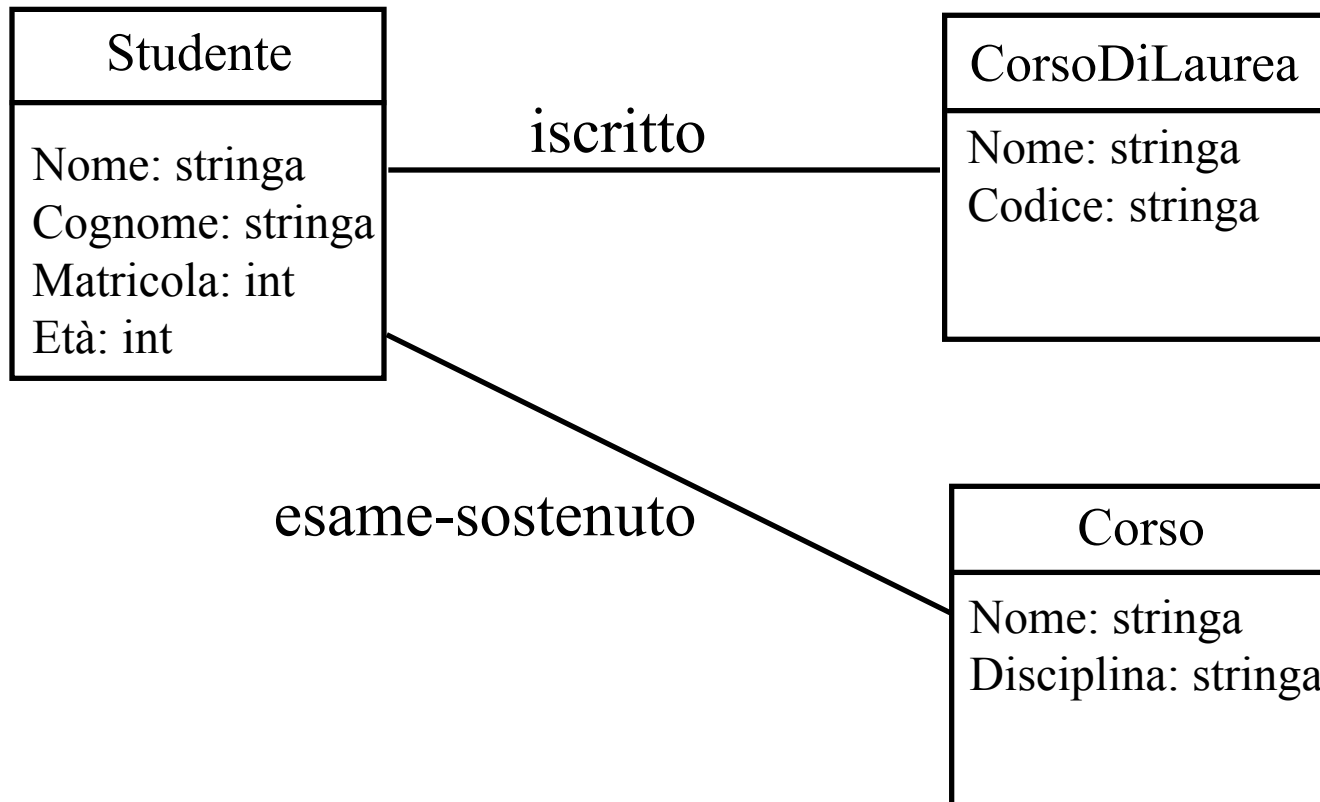 Studente
Nome: stringa
Cognome: stringa
Matricola: int
Età: int
iscritto
CorsoDiLaurea
Nome: stringa
Codice: stringa
esame-sostenuto
Corso
Nome: stringa
Disciplina: stringa